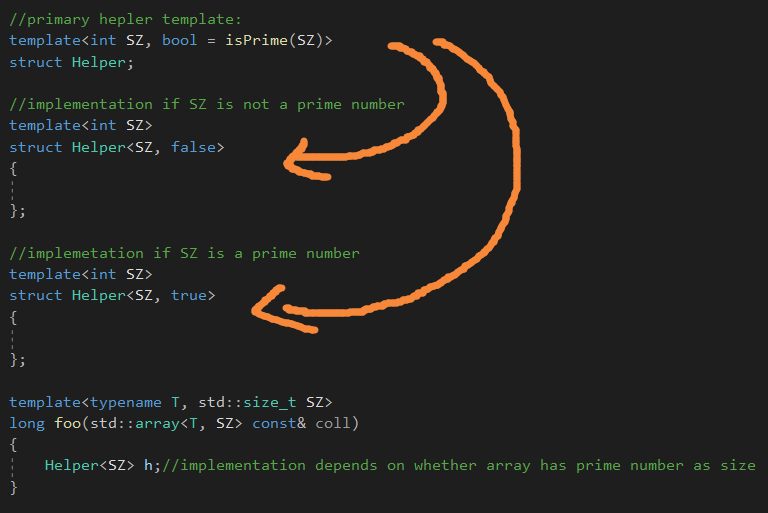 //primary hepler template:
template<int SZ, bool = isPrime(SZ)>
struct Helper;
//implementation if SZ is not a prime number
template<int SZ>
struct Helper<SZ, false>
{
};
//implemetation if SZ is a prime number
template<int SZ>
struct Helper<SZ, true>
{
};
template<typename T, std::size_t SZ>
long foo(std::array<T, SZ> const& coll)
{
Helper<SZ> h;//implementation depends on whether array has prime number as size
}